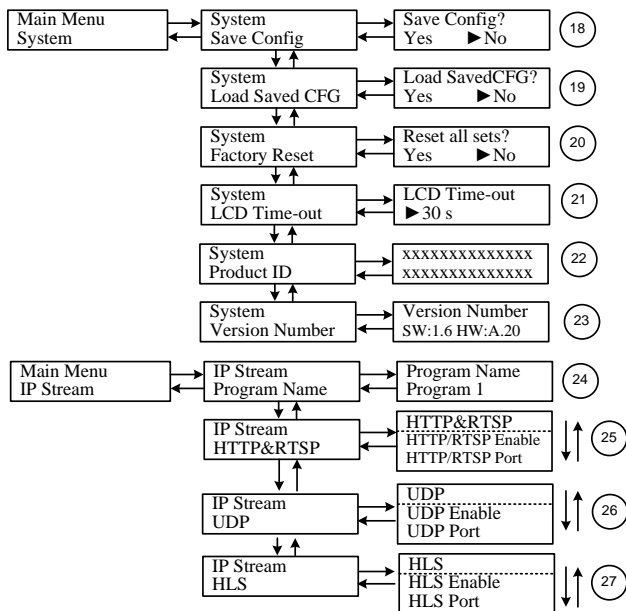 Main Menu
System
System
Save Config
Save Config?
Yes ►No
18
System
Load Saved CFG
Load SavedCFG?
Yes ►No
19
System
Factory Reset
Reset all sets?
Yes ►No
20
System
LCD Time-out
LCD Time-out
►30 s
21
System
Product ID
xxxxxxxxxxxxxx
xxxxxxxxxxxxxx
22
System
Version Number
Version Number
SW:1.6 HW:A.20
23
Main Menu
IP Stream
IP Stream
Program Name
Program Name
Program 1
24
IP Stream
HTTP&RTSP
HTTP&RTSP
HTTP/RTSP Enable
HTTP/RTSP Port
25
IP Stream
UDP
UDP
UDP Enable
UDP Port
26
IP Stream
HLS
HLS
HLS Enable
HLS Port
27